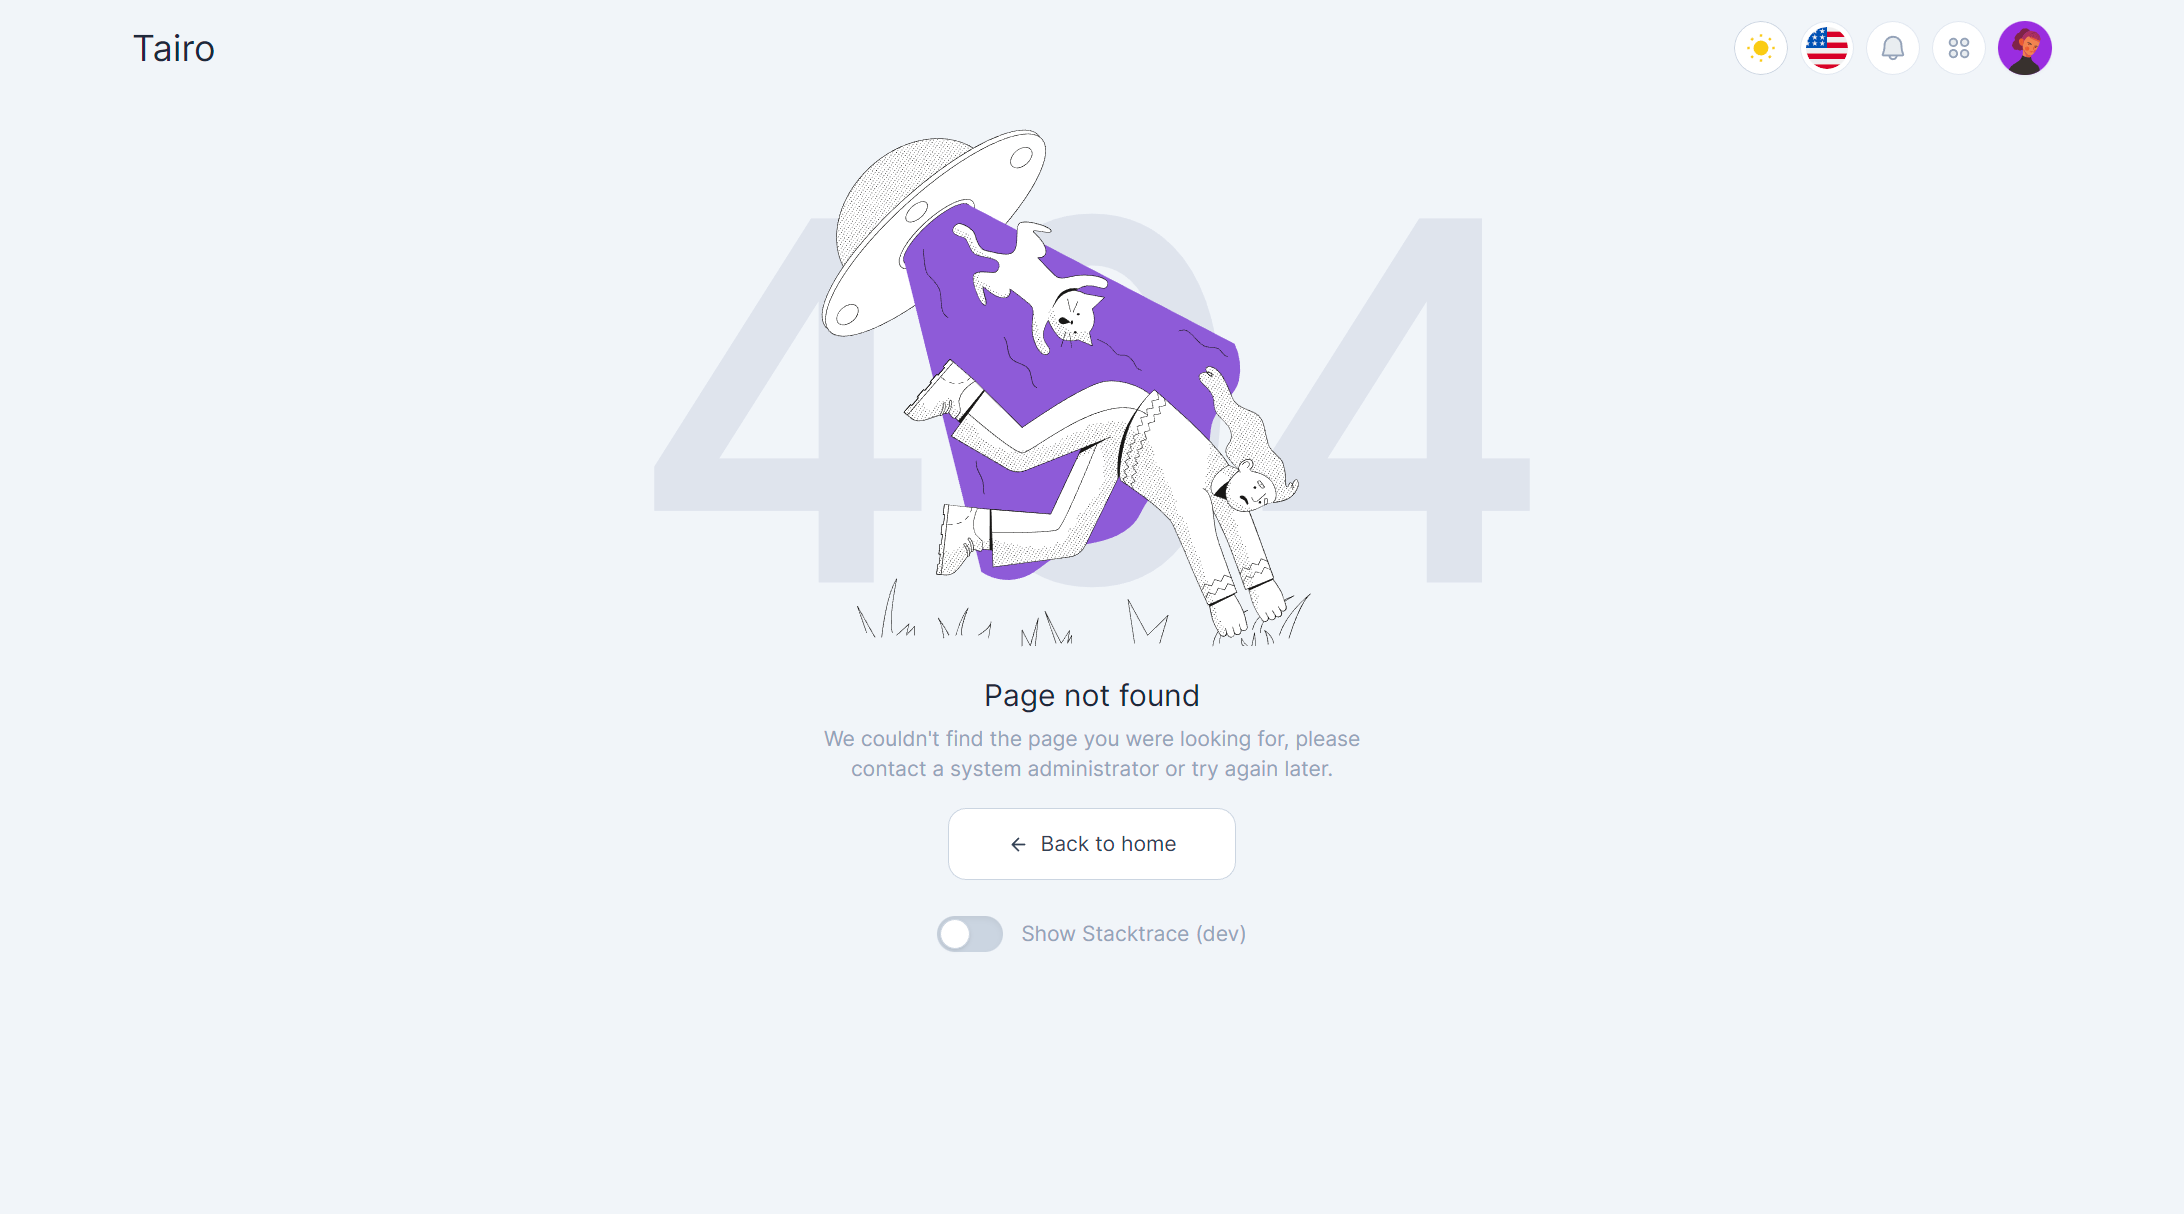 Tairo
404
Page not found
We couldn't find the page you were looking for, please
contact a system administrator or try again later.
Back to home
Show Stacktrace (dev)